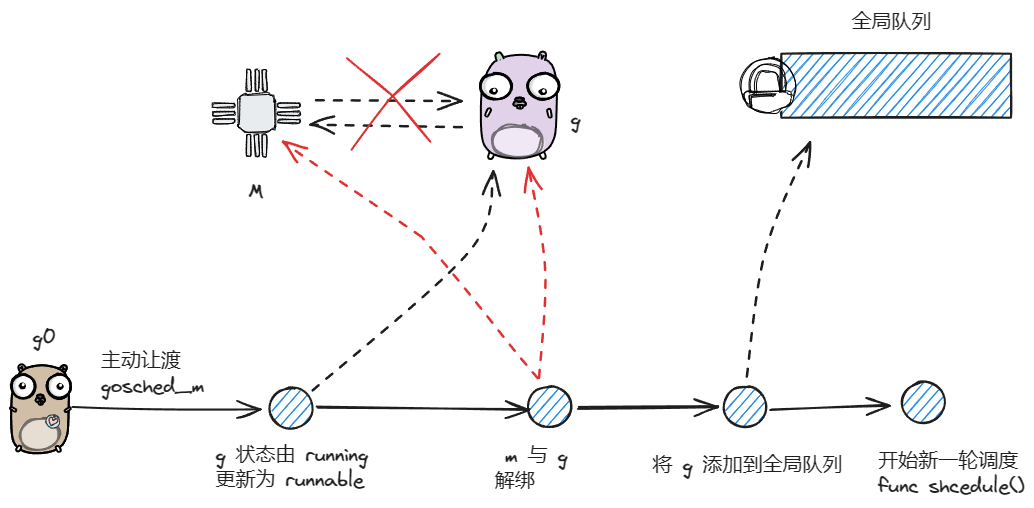 全局队列
g
M
g0
主动让渡
gosched_m
g 状态由 running
更新为 runnable
m 与 g
解绑
将 g 添加到全局队列
开始新一轮调度
func shcedule()